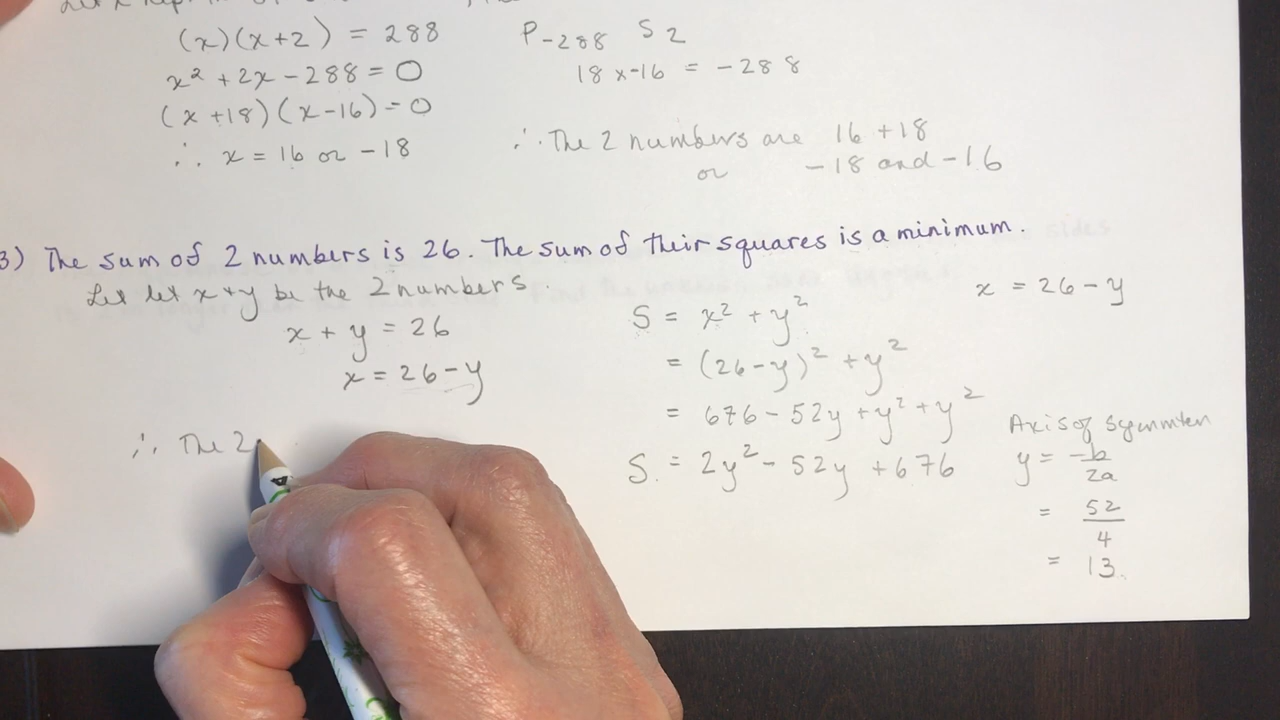 (x)(x+2) = 288
x² + 2x - 288 = 0
(x +18)(x-16) = 0
∴ x = 16 or -18
P -288 S 2
18 x -16 = -288
∴ The 2 numbers are 16 + 18
or -18 and -16
3) The sum of 2 numbers is 26. The sum of their squares is a minimum.
Let let x + y be the 2 numbers.
x + y = 26
x = 26 - y
∴ The 2
S = x² + y²
= (26-y)² + y²
= 676 - 52y + y² + y²
S = 2y² - 52y + 676
x = 26 - y
Axis of
y = -b/2a
= 52/4
= 13